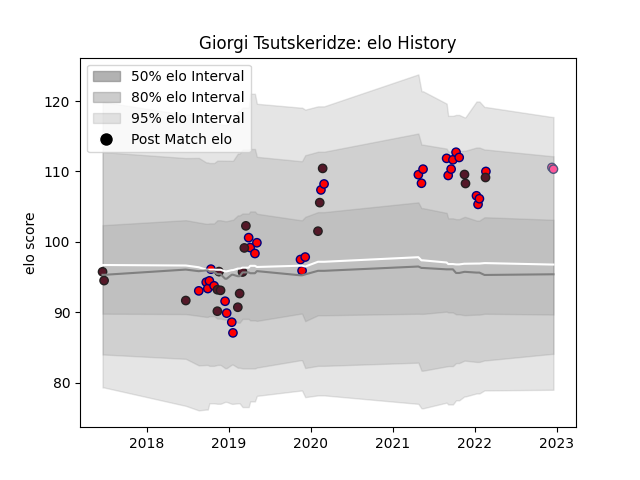 Giorgi Tsutskeridze: elo History
50% elo Interval
80% elo Interval
95% elo Interval
Post Match elo
elo score
120
110
100
90
80
2018
2019
2020
2021
2022
2023